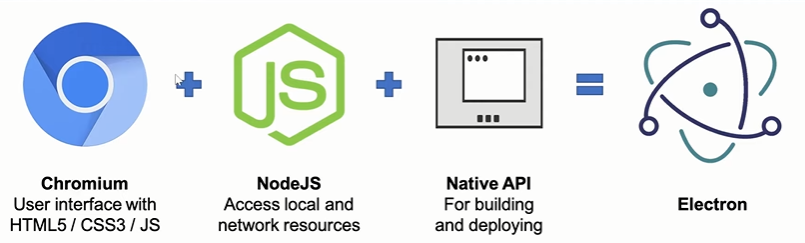 JS
Chromium
User interface with
HTML5 / CSS3 / JS
NodeJS
Access local and
network resources
Native API
For building
and deploying
Electron